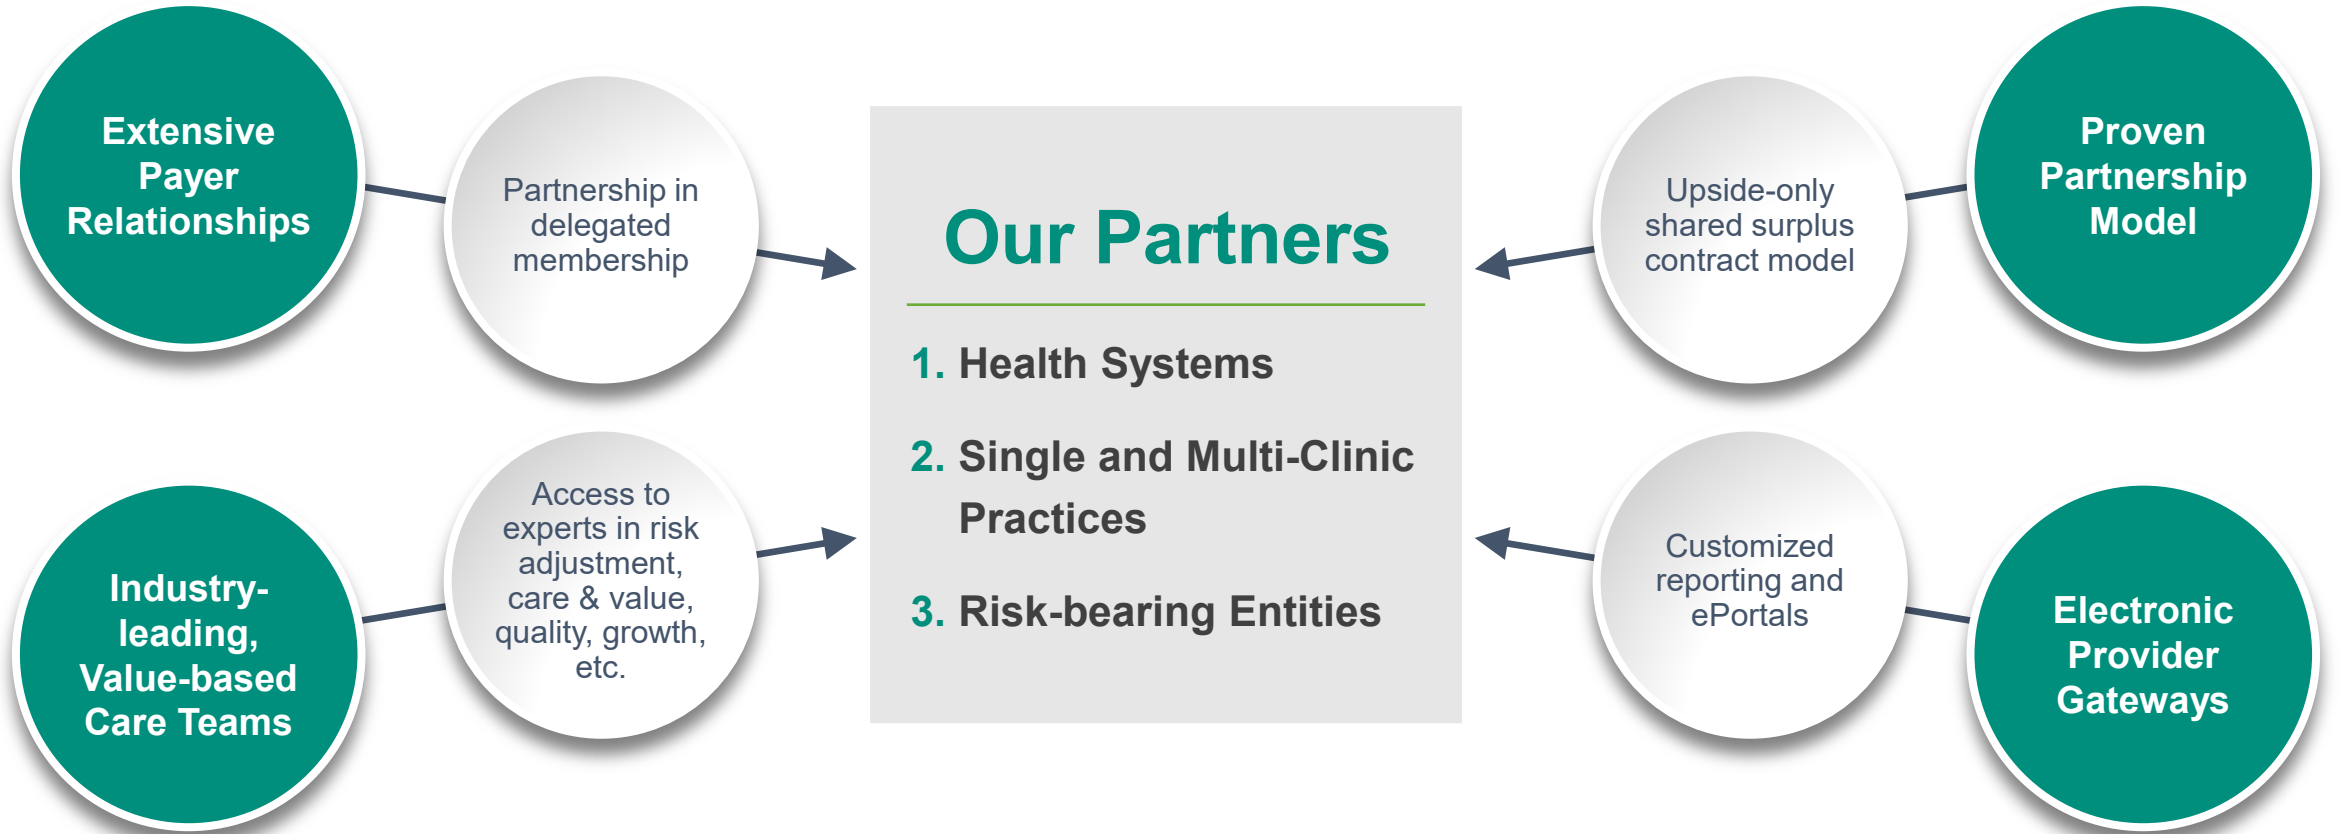 Extensive
Payer
Relationships
Partnership in
delegated
membership
Industry-
leading,
Value-based
Care Teams
Access to
experts in risk
adjustment,
care & value,
quality, growth,
etc.
Our Partners
1. Health Systems
2. Single and Multi-Clinic
Practices
3. Risk-bearing Entities
Upside-only
shared surplus
contract model
Proven
Partnership
Model
Customized
reporting and
ePortals
Electronic
Provider
Gateways